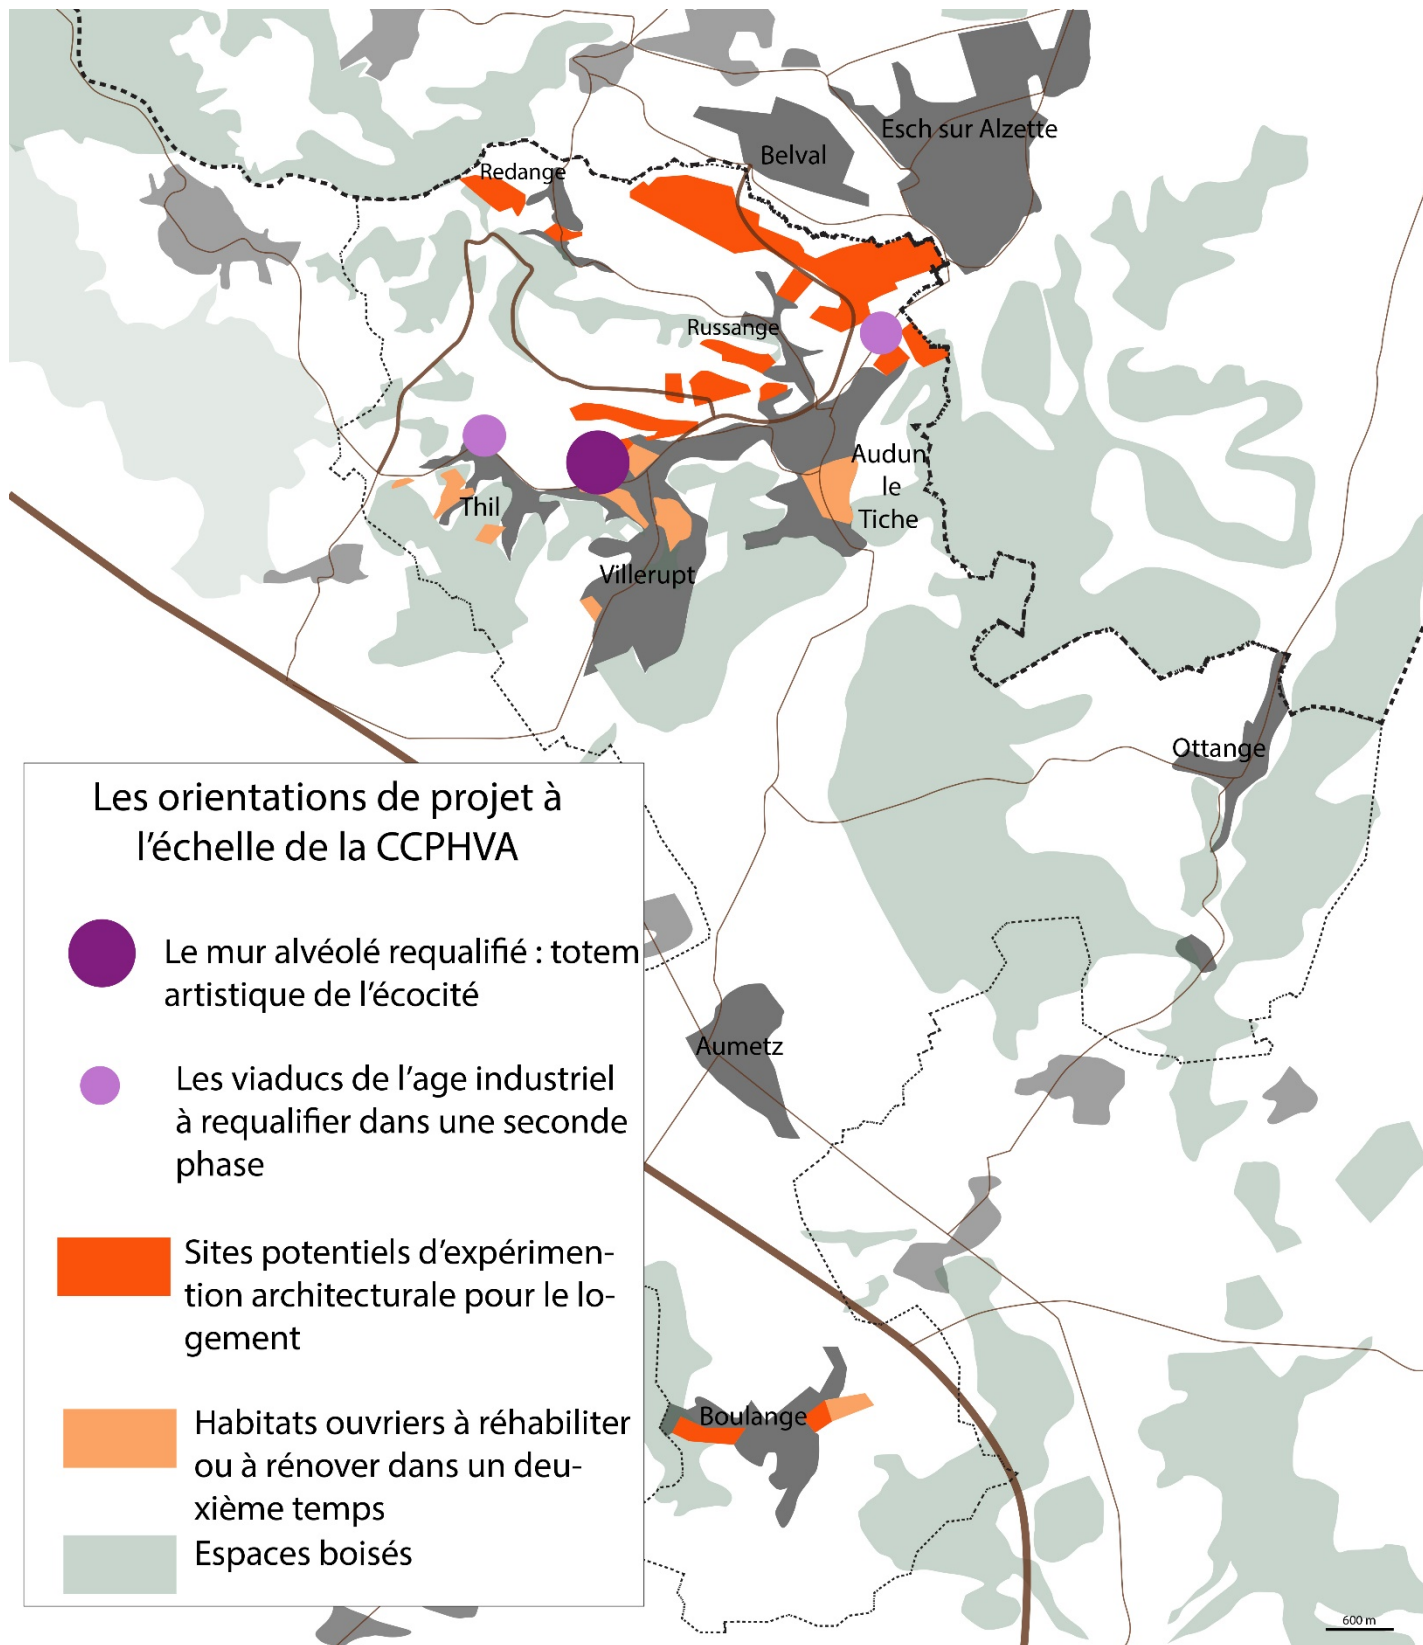 Esch sur Alzette
Belval
Redange
Russange
Audun
le
Tiche
Thil
Villerupt
Ottange
Les orientations de projet à
l’échelle de la CCPHVA
Le mur alvéolé requalifié : totem
artistique de l’écocité
Les viaducs de l’age industriel
à requalifier dans une seconde
phase
Sites potentiels d’expérimen-
tion architecturale pour le lo-
gement
Habitats ouvriers à réhabiliter
ou à rénover dans un deu-
xième temps
Espaces boisés
Aumetz
Boulange
600 m